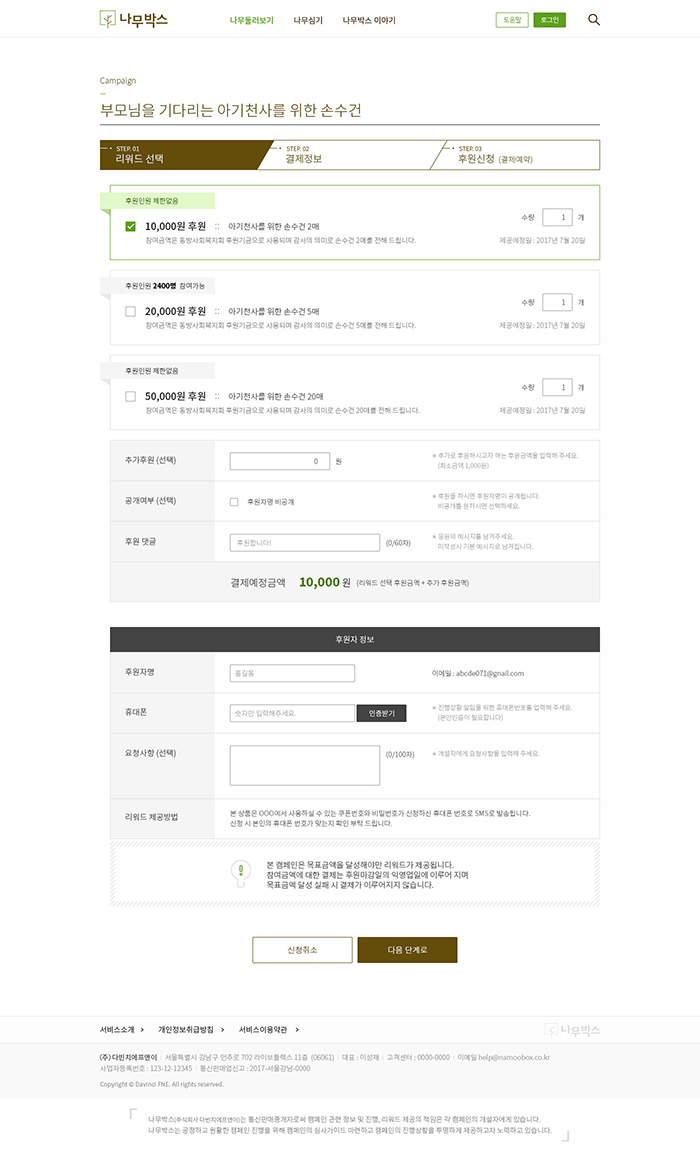 나무박스 나무둘러보기 나무심기 나무박스 이야기 도움말 로그인
Campaign
부모님을 기다리는 아기천사를 위한 손수건
STEP. 01 STEP. 02 STEP. 03
리워드 선택 결제정보 후원신청 (결제예약)
후원인원 제한없음
10,000원 후원 :: 아기천사를 위한 손수건 2매 수량 1 개
참여금액은 동방사회복지회 후원기금으로 사용되며 감사의 의미로 손수건 2매를 전해 드립니다. 제공예정일 : 2017년 7월 20일
후원인원 2400명 참여가능
20,000원 후원 :: 아기천사를 위한 손수건 5매 수량 1 개
참여금액은 동방사회복지회 후원기금으로 사용되며 감사의 의미로 손수건 5매를 전해 드립니다. 제공예정일 : 2017년 7월 20일
후원인원 제한없음
50,000원 후원 :: 아기천사를 위한 손수건 20매 수량 1 개
참여금액은 동방사회복지회 후원기금으로 사용되며 감사의 의미로 손수건 20매를 전해 드립니다. 제공예정일 : 2017년 7월 20일
추가후원 (선택) 0 원 ※ 추가로 후원하시고자 하는 후원금액을 입력해 주세요.
(최소금액 1,000원)
공개여부 (선택) 후원자명 비공개 ※ 후원을 하시면 후원자명이 공개됩니다.
비공개를 원하시면 선택하세요.
후원 댓글 후원합니다! (0/60자) ※ 응원의 메시지를 남겨주세요.
미작성시 기본 메시지로 남겨집니다.
결제예정금액 10,000 원 (리워드 선택 후원금액 + 추가 후원금액)
후원자 정보
후원자명 홍길동 이메일 : abcde071@gnail.com
휴대폰 숫자만 입력해주세요. 인증받기 ※ 진행상황 알림을 위한 휴대폰번호를 입력해 주세요.
(본인인증이 필요합니다)
요청사항 (선택) (0/100자) ※ 개설자에게 요청사항을 입력해 주세요.
리워드 제공방법 본 상품은 OOO에서 사용하실 수 있는 쿠폰번호와 비밀번호가 신청하신 휴대폰 번호로 SMS로 발송됩니다.
신청 시 본인의 휴대폰 번호가 맞는지 확인 부탁 드립니다.
본 캠페인은 목표금액을 달성해야만 리워드가 제공됩니다.
참여금액에 대한 결제는 후원마감일의 익영업일에 이루어 지며
목표금액 달성 실패 시 결제가 이루어지지 않습니다.
신청취소 다음 단계로
서비스소개 개인정보취급방침 서비스이용약관 나무박스
(주) 다빈치에프앤이 서울특별시 강남구 언주로 702 라이브플렉스 11층 (06061) 대표 : 이성재 고객센터 : 0000-0000 이메일 help@namoobox.co.kr
사업자등록번호 : 123-12-12345 통신판매업신고 : 2017-서울강남-0000
Copyright © Davinci FNE. All rights reserved.
나무박스(주식회사 다빈치에프앤이)는 통신판매중개자로써 캠페인 관련 정보 및 진행, 리워드 제공의 책임은 각 캠페인의 개설자에게 있습니다.
나무박스는 공정하고 원활한 캠페인 진행을 위해 캠페인의 심사가이드 마련하고 캠페인의 진행상황을 투명하게 제공하고자 노력하고 있습니다.